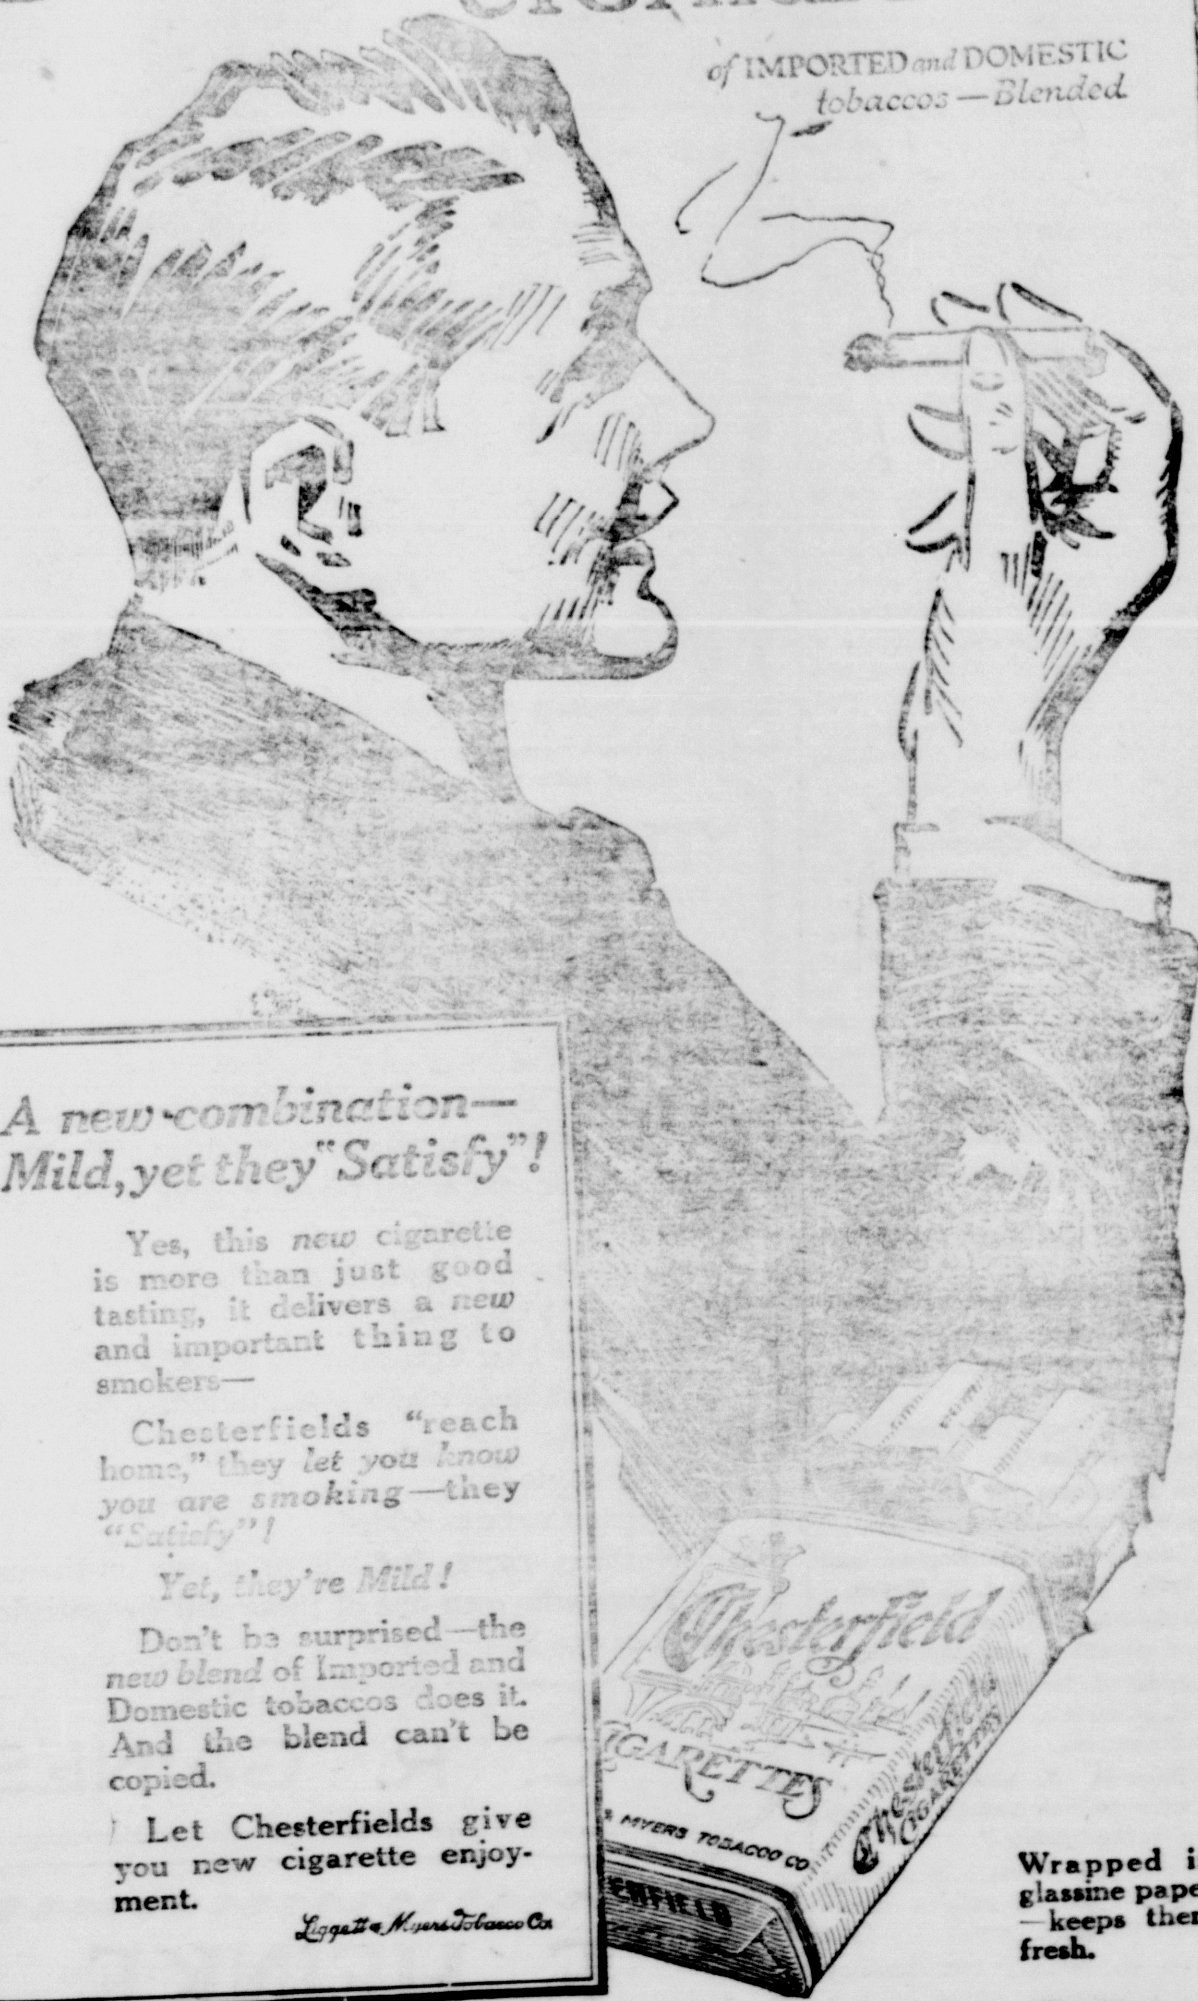 of IMPORTED and DOMESTIC
tobaccos — Blended
A new combination—
Mild, yet they "Satisfy"!
Yes, this new cigarette
is more than just good
tasting, it delivers a new
and important thing to
smokers—
Chesterfields "reach
home," they let you know
you are smoking—they
"Satisfy"!
Yet, they're Mild!
Don't be surprised—the
new blend of Imported and
Domestic tobaccos does it.
And the blend can't be
copied.
Let Chesterfields give
you new cigarette enjoy-
ment.
Liggett & Myers Tobacco Co.
Chesterfield
IGARETTES
& MYERS TOBACCO CO
Chesterfield
CIGARETTES
ERFIELD
Wrapped i
glassine pape
—keeps ther
fresh.